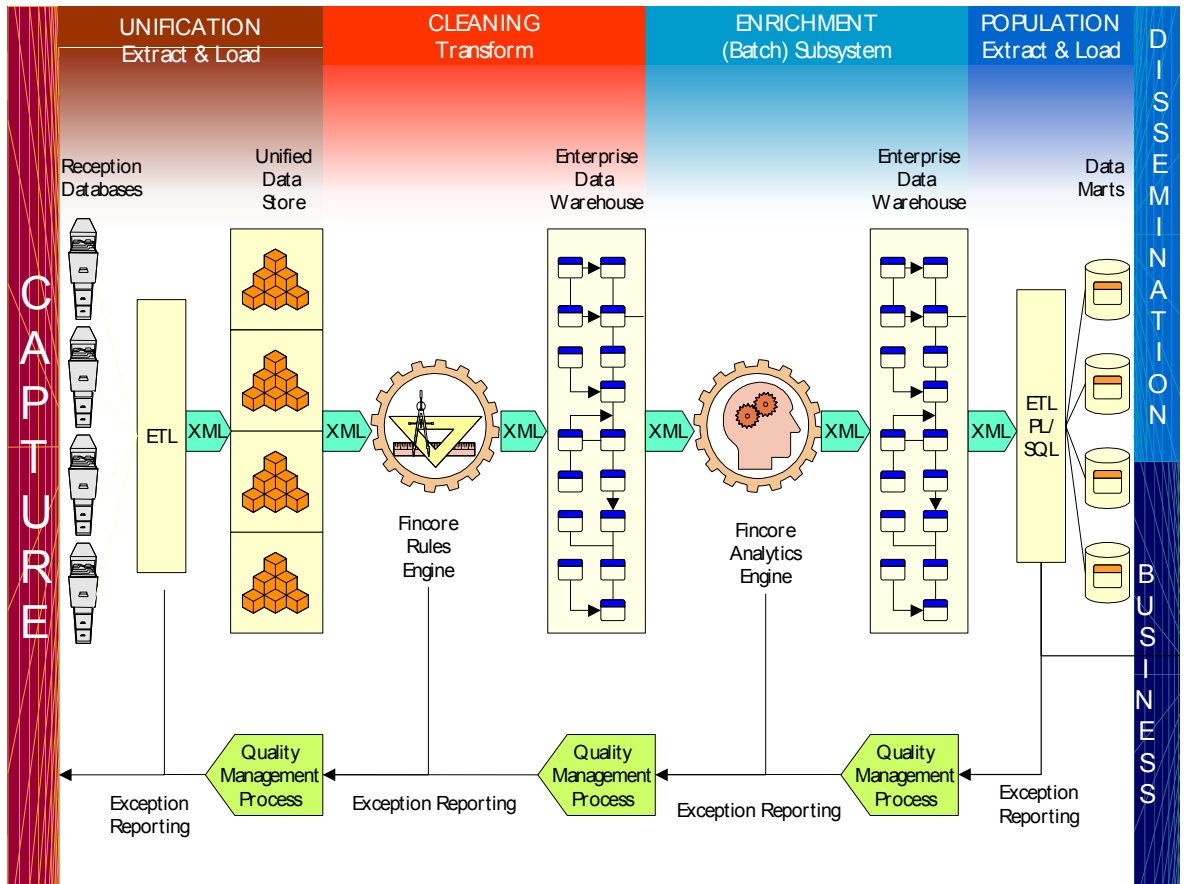 UNIFICATION
Extract & Load
CLEANING
Transform
ENRICHMENT
(Batch) Subsystem
POPULATION
Extract & Load
CAPTURE
DISSEMINATION
BUSINESS
Reception
Databases
Unified
Data
Store
Enterprise
Data
Warehouse
Enterprise
Data
Warehouse
Data
Marts
ETL
XML
XML
XML
XML
XML
XML
ETL
PL/
SQL
Fincore
Rules
Engine
Fincore
Analytics
Engine
Quality
Management
Process
Quality
Management
Process
Quality
Management
Process
Exception
Reporting
Exception Reporting
Exception Reporting
Exception
Reporting